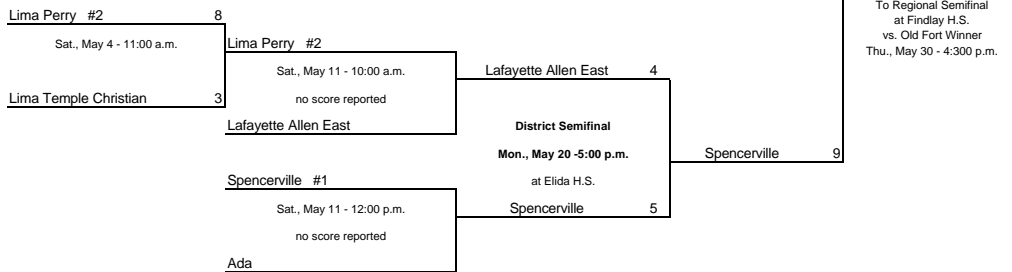 To Regional Semifinal
Lima Perry #2 8
at Findlay H.S.
vs. Old Fort Winner
Sat., May 4 - 11:00 a.m.
Lima Perry #2
Thu., May 30 - 4:300 p.m.
Sat., May 11 - 10:00 a.m.
Lafayette Allen East 4
Lima Temple Christian 3
no score reported
Lafayette Allen East
District Semifinal
Mon., May 20 -5:00 p.m.
Spencerville 9
Spencerville #1
at Elida H.S.
Sat., May 11 - 12:00 p.m.
Spencerville 5
no score reported
Ada